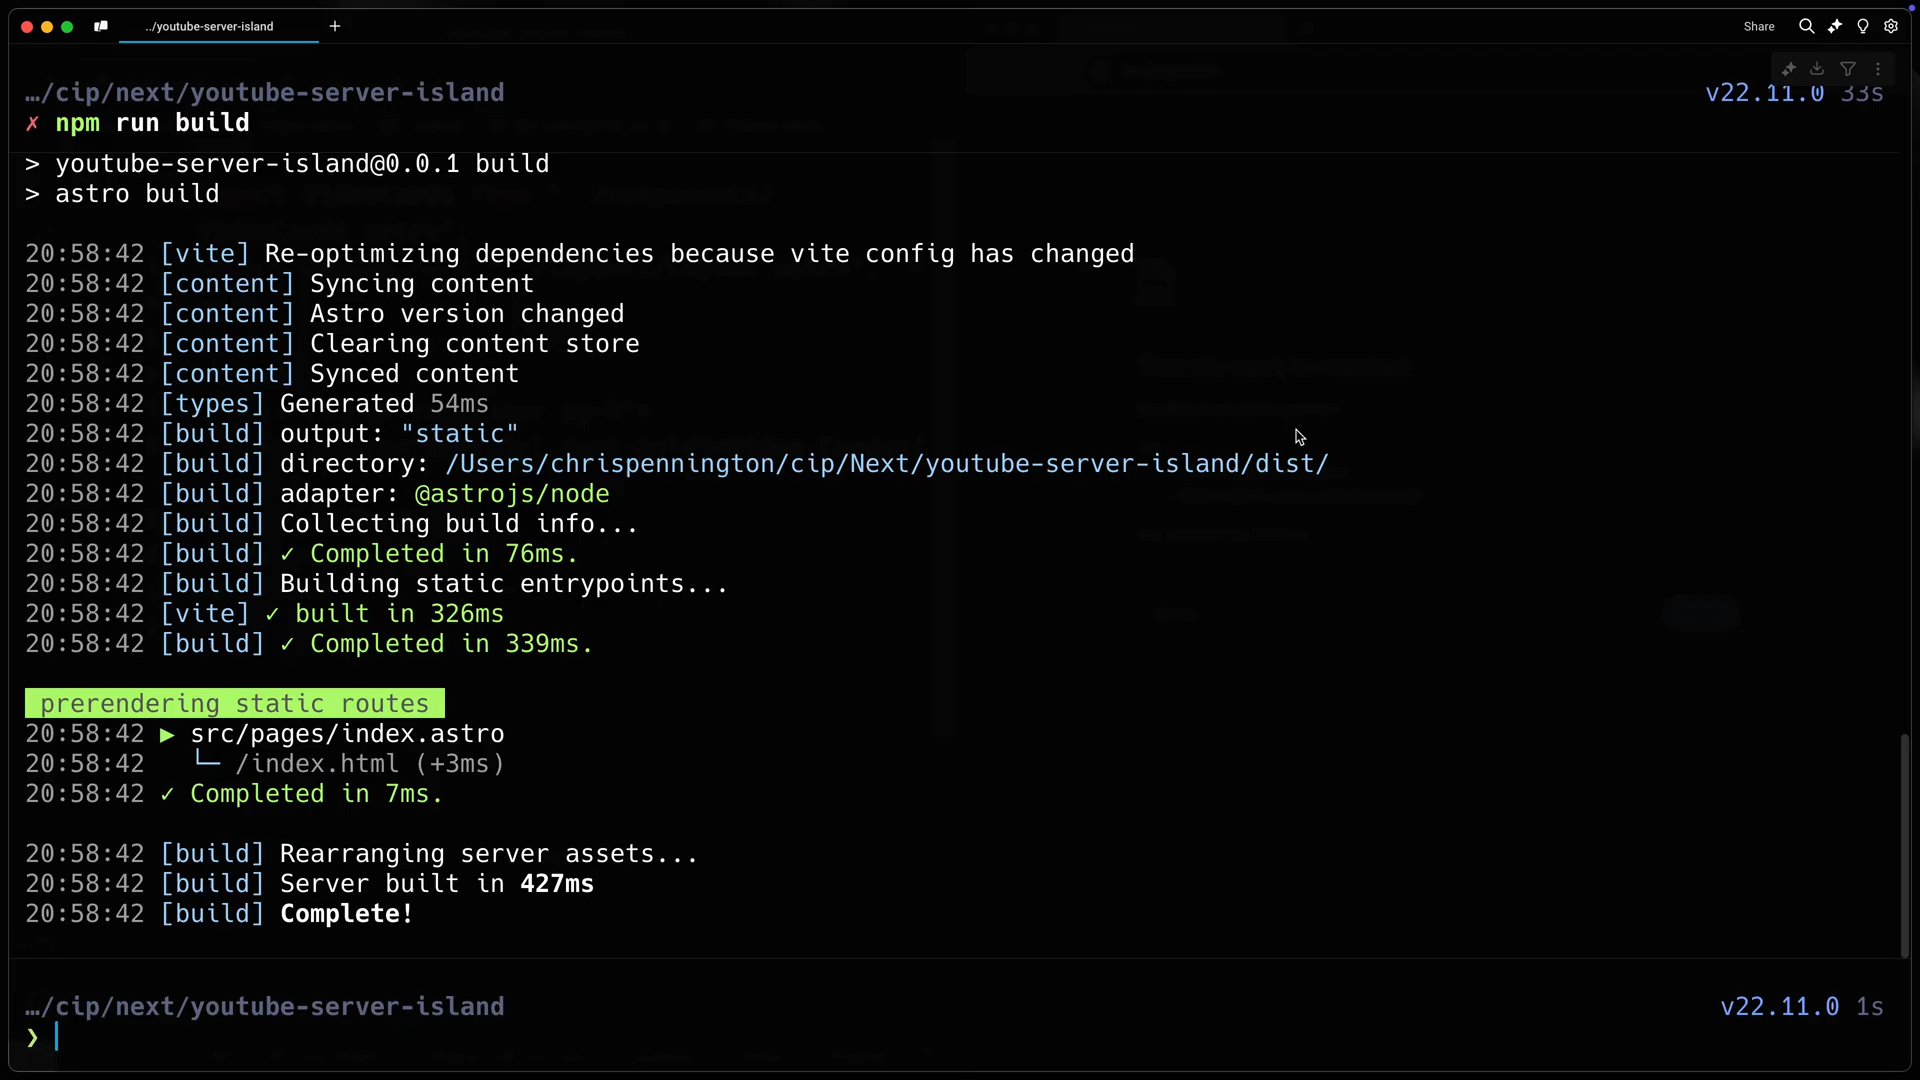 ../youtube-server-island
+
Share
…/cip/next/youtube-server-island
v22.11.0 33s
✗ npm run build
> youtube-server-island@0.0.1 build
> astro build
20:58:42 [vite] Re-optimizing dependencies because vite config has changed
20:58:42 [content] Syncing content
20:58:42 [content] Astro version changed
20:58:42 [content] Clearing content store
20:58:42 [content] Synced content
20:58:42 [types] Generated 54ms
20:58:42 [build] output: "static"
20:58:42 [build] directory: /Users/chrispennington/cip/Next/youtube-server-island/dist/
20:58:42 [build] adapter: @astrojs/node
20:58:42 [build] Collecting build info...
20:58:42 [build] ✓ Completed in 76ms.
20:58:42 [build] Building static entrypoints...
20:58:42 [vite] ✓ built in 326ms
20:58:42 [build] ✓ Completed in 339ms.
prerendering static routes
20:58:42 ▶ src/pages/index.astro
20:58:42 └─ /index.html (+3ms)
20:58:42 ✓ Completed in 7ms.
20:58:42 [build] Rearranging server assets...
20:58:42 [build] Server built in 427ms
20:58:42 [build] Complete!
…/cip/next/youtube-server-island
v22.11.0 1s
❯